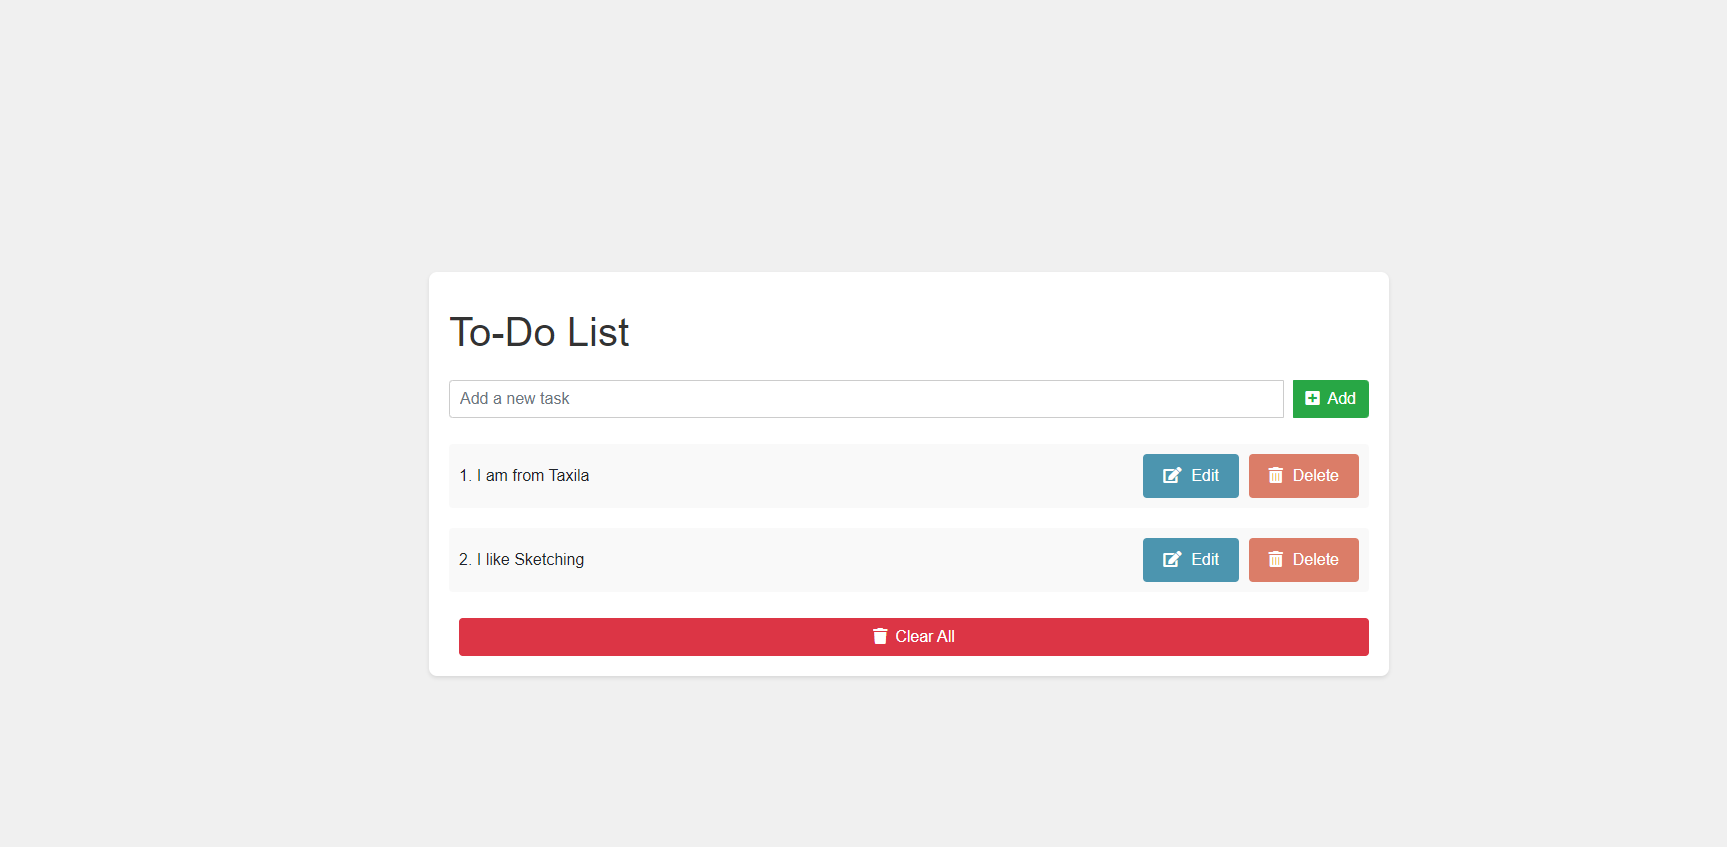 To-Do List
Add a new task
Add
1. I am from Taxila
Edit
Delete
2. I like Sketching
Edit
Delete
Clear All